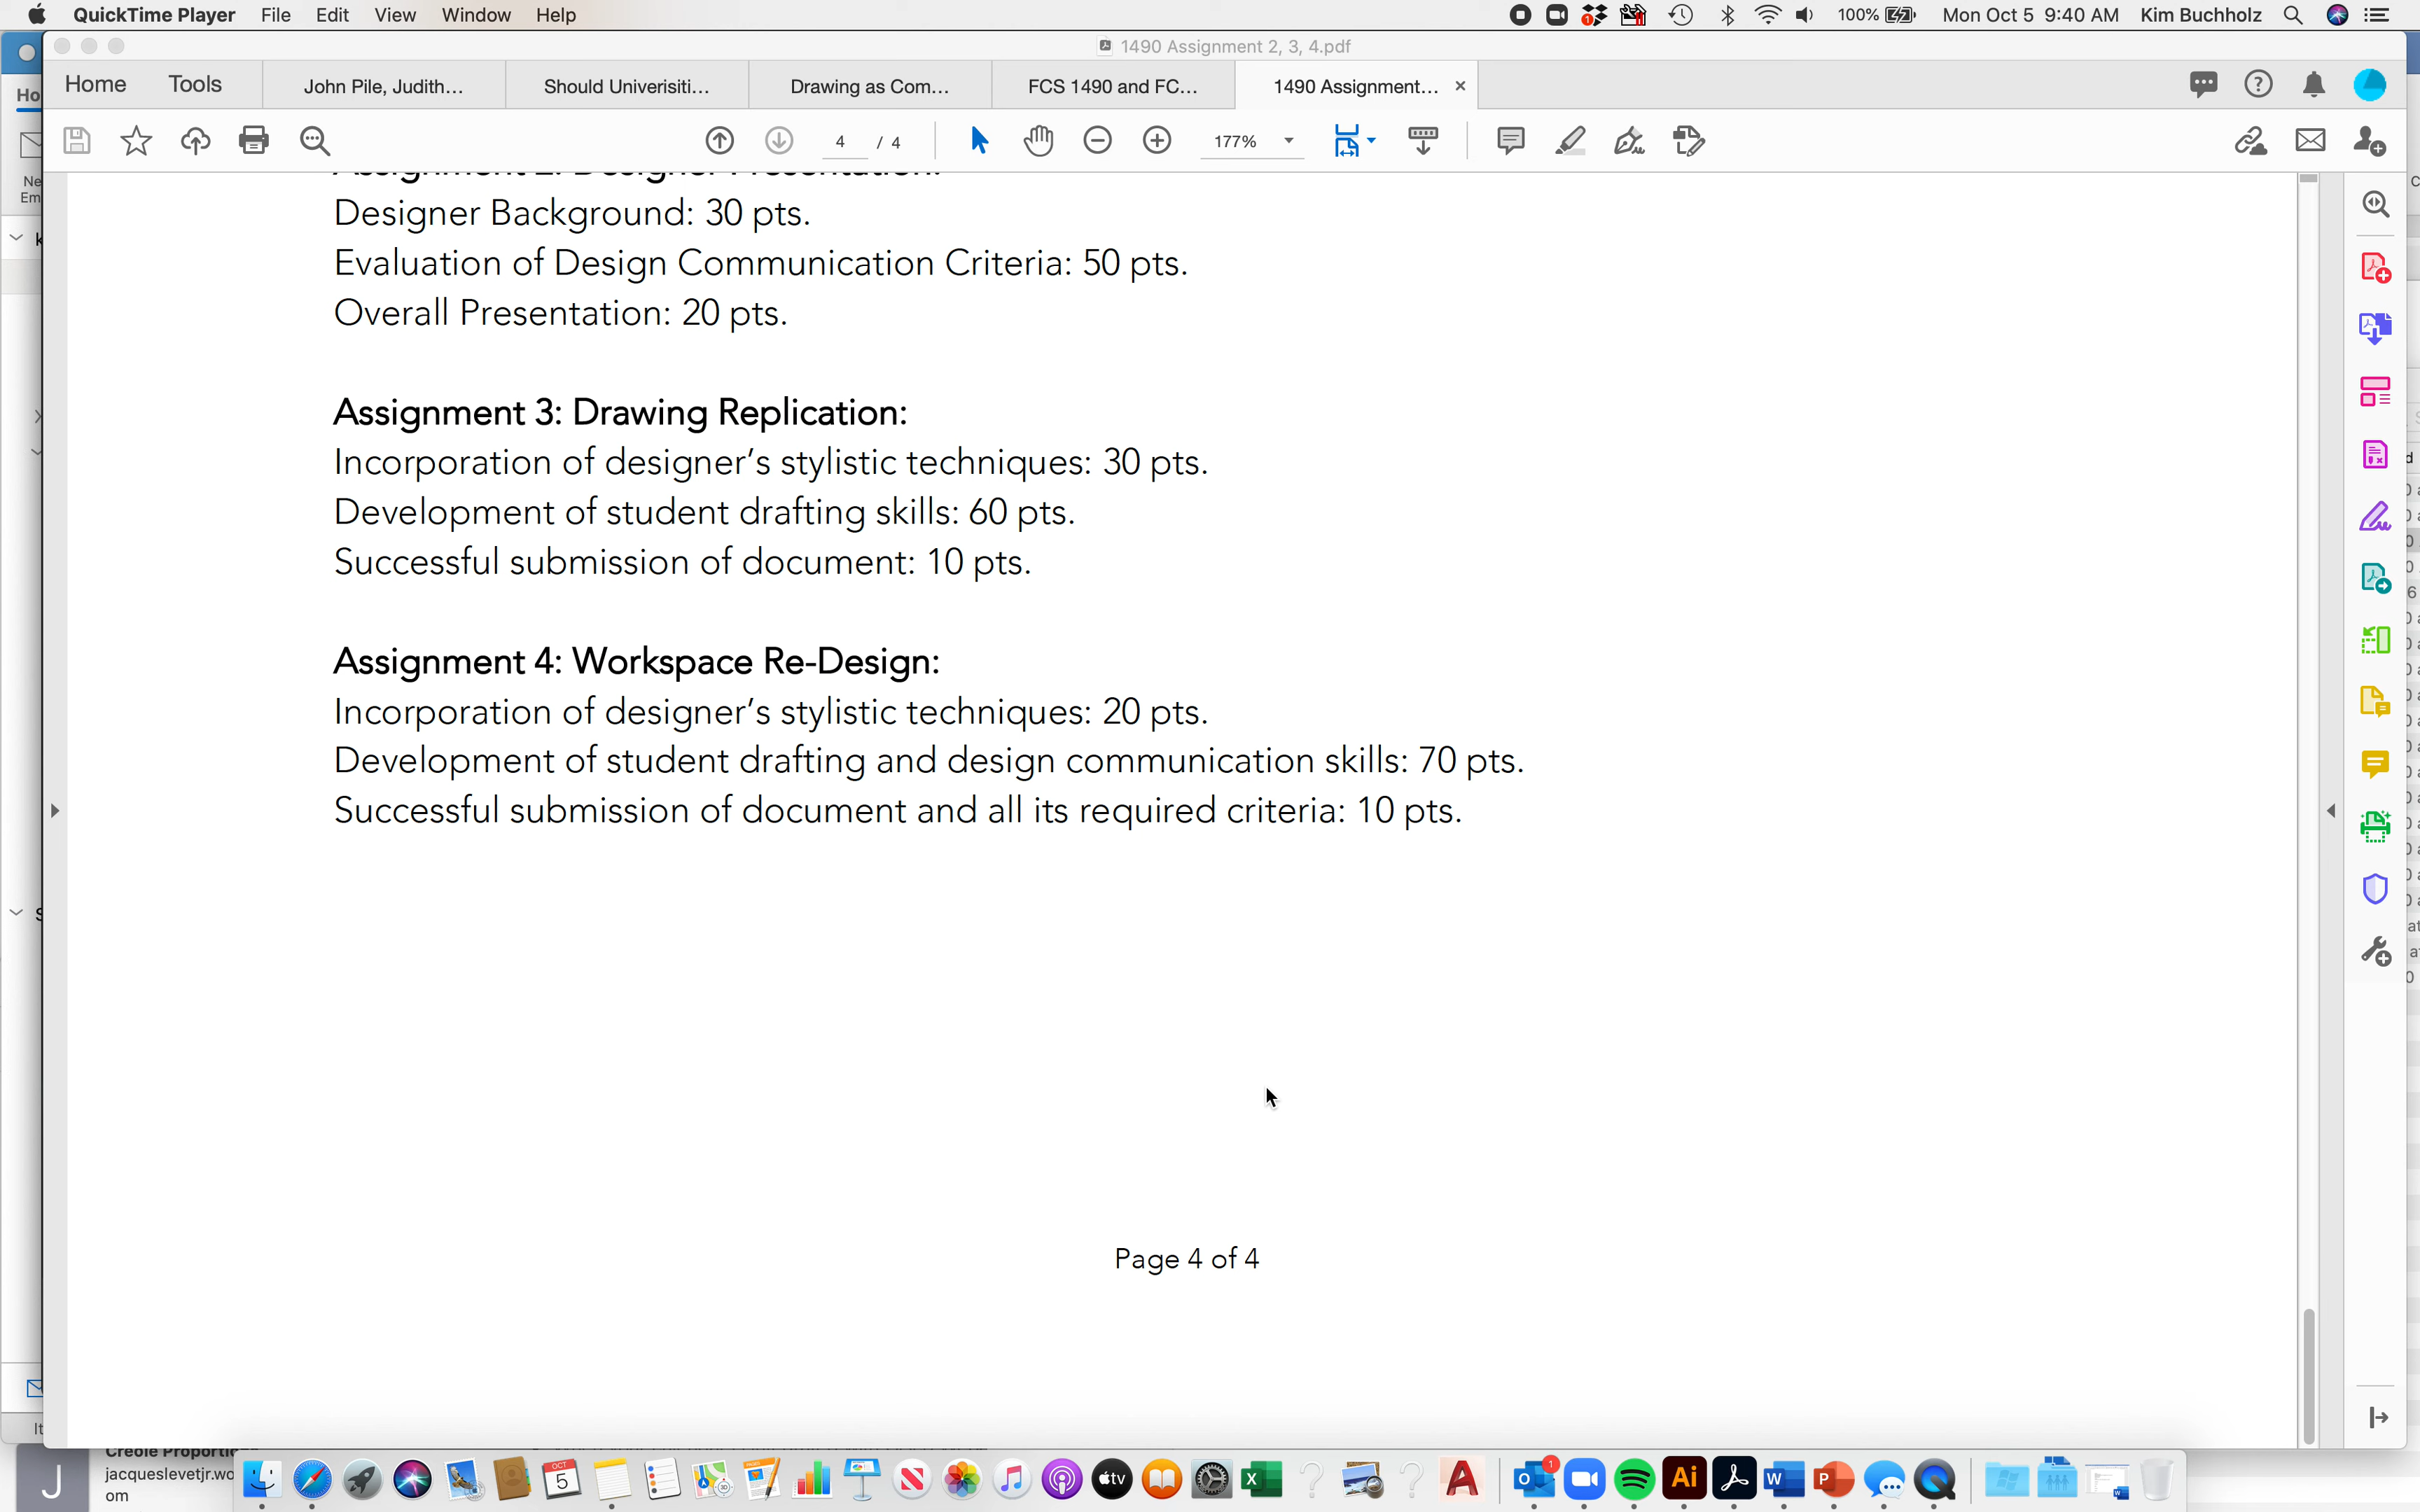 QuickTime Player File Edit View Window Help 100% Mon Oct 5 9:40 AM Kim Buchholz
1490 Assignment 2, 3, 4.pdf
Home Tools John Pile, Judith... Should Univerisiti... Drawing as Com... FCS 1490 and FC... 1490 Assignment...
4 / 4 177%
Designer Background: 30 pts.
Evaluation of Design Communication Criteria: 50 pts.
Overall Presentation: 20 pts.
Assignment 3: Drawing Replication:
Incorporation of designer’s stylistic techniques: 30 pts.
Development of student drafting skills: 60 pts.
Successful submission of document: 10 pts.
Assignment 4: Workspace Re-Design:
Incorporation of designer’s stylistic techniques: 20 pts.
Development of student drafting and design communication skills: 70 pts.
Successful submission of document and all its required criteria: 10 pts.
Page 4 of 4
jacqueslevetjr.wo
om
J
OCT
5
tv